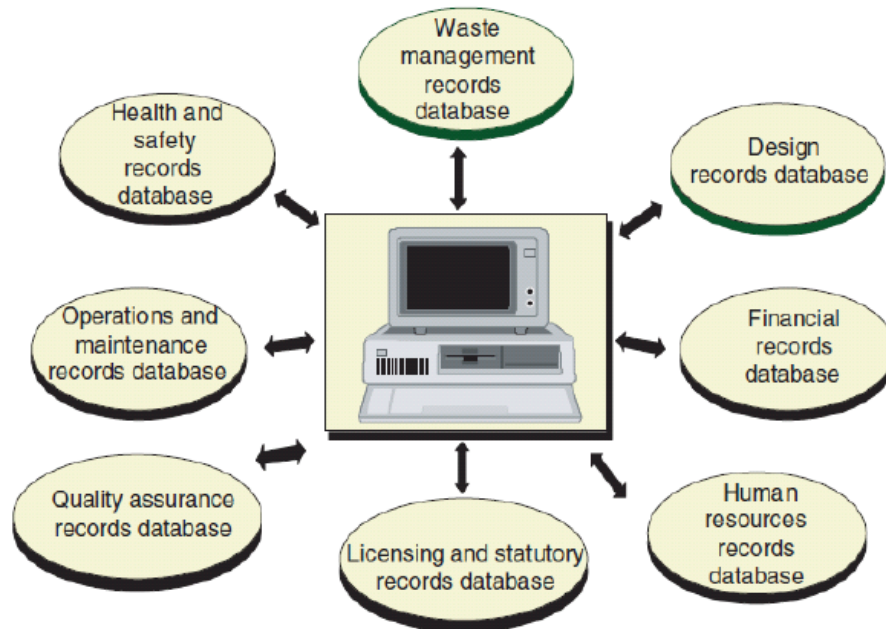 Waste
management
records
database
Health and
safety
records
database
Design
records database
Operations and
maintenance
records database
Financial
records
database
Quality assurance
records database
Licensing and statutory
records database
Human
resources
records
database